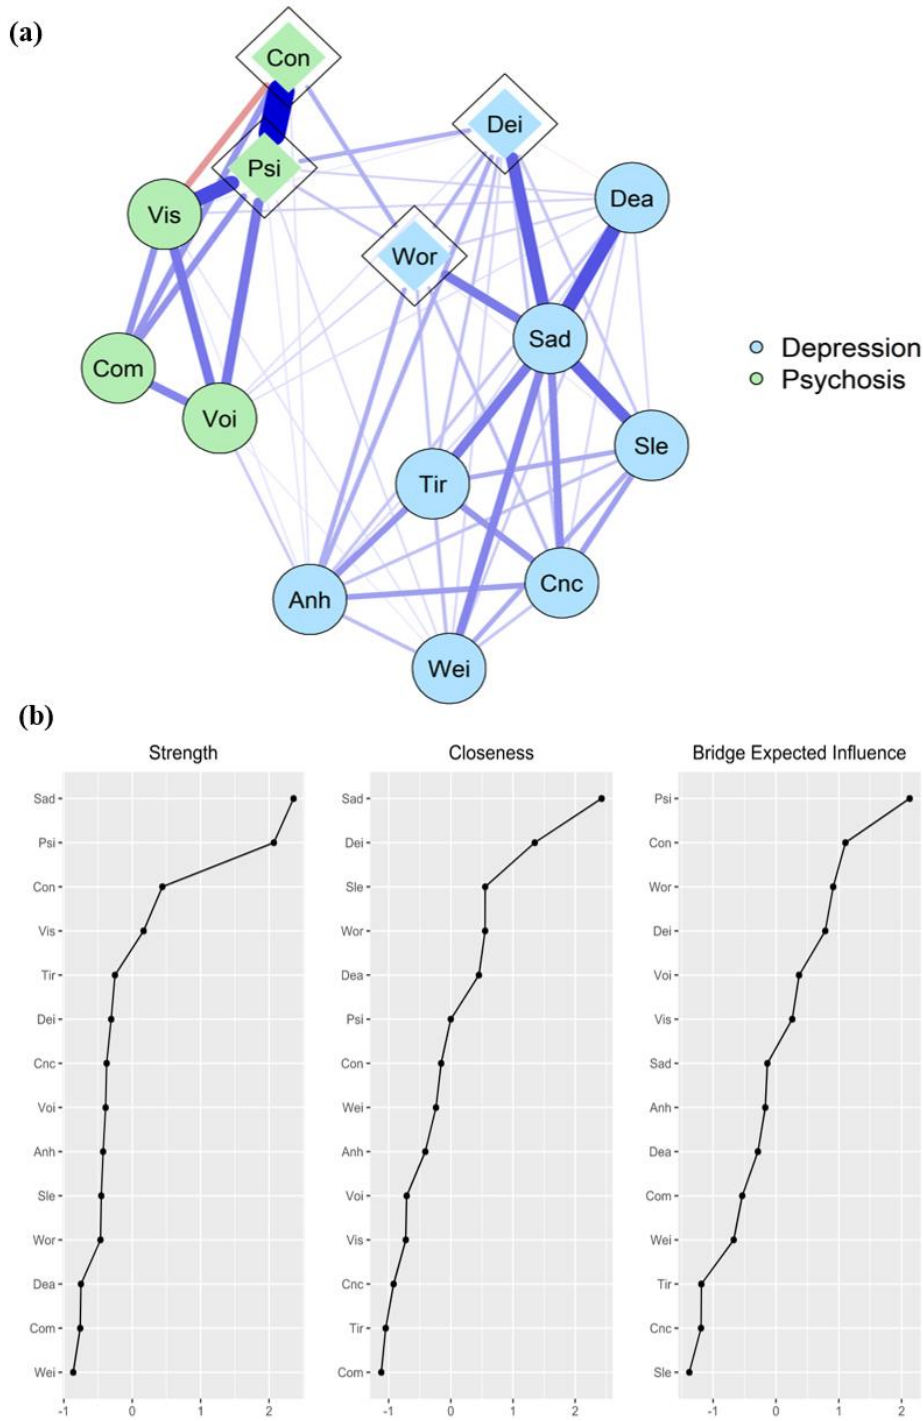 (a)
Con
Dei
Psi
Dea
Vis
Wor
Sad
Depression
Psychosis
Com
Voi
Sle
Tir
Cnc
Anh
Wei
(b)
Strength Closeness Bridge Expected Influence
Sad Sad Psi
Psi Dei Con
Con Sle Wor
Vis Wor Dei
Tir Dea Voi
Dei Psi Vis
Cnc Con Sad
Voi Wei Anh
Anh Anh Dea
Sle Voi Com
Wor Vis Wei
Dea Cnc Tir
Com Tir Cnc
Wei Com Sle
-1 0 1 2 -1 0 1 2 -1 0 1 2